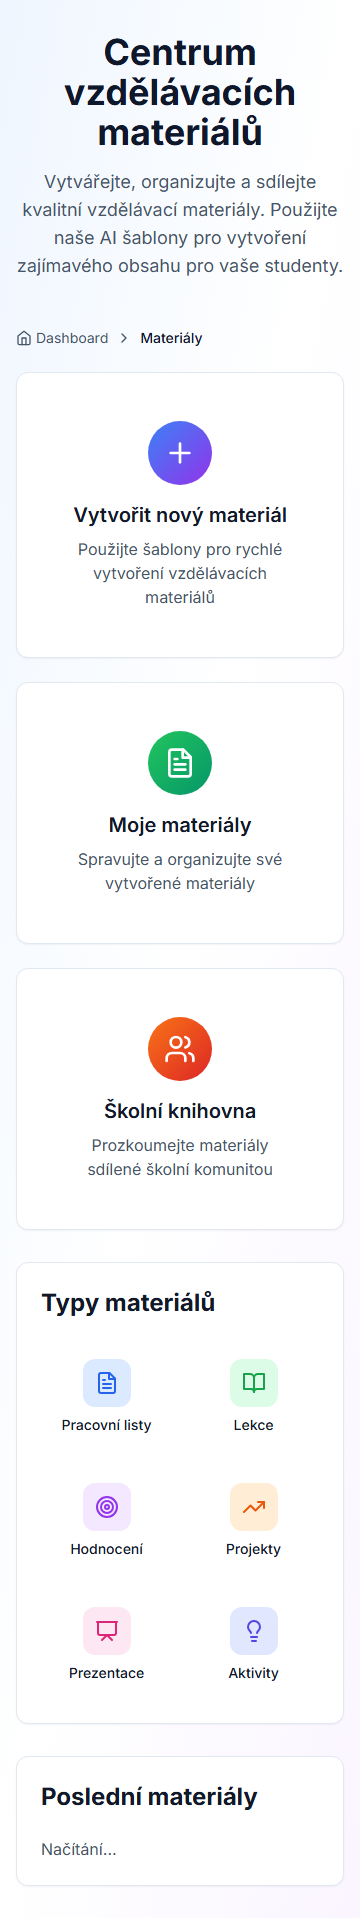 Centrum
vzdělávacích
materiálů
Vytvářejte, organizujte a sdílejte
kvalitní vzdělávací materiály. Použijte
naše AI šablony pro vytvoření
zajímavého obsahu pro vaše studenty.
Dashboard > Materiály
Vytvořit nový materiál
Použijte šablony pro rychlé
vytvoření vzdělávacích
materiálů
Moje materiály
Spravujte a organizujte své
vytvořené materiály
Školní knihovna
Prozkoumejte materiály
sdílené školní komunitou
Typy materiálů
Pracovní listy
Lekce
Hodnocení
Projekty
Prezentace
Aktivity
Poslední materiály
Načítání...